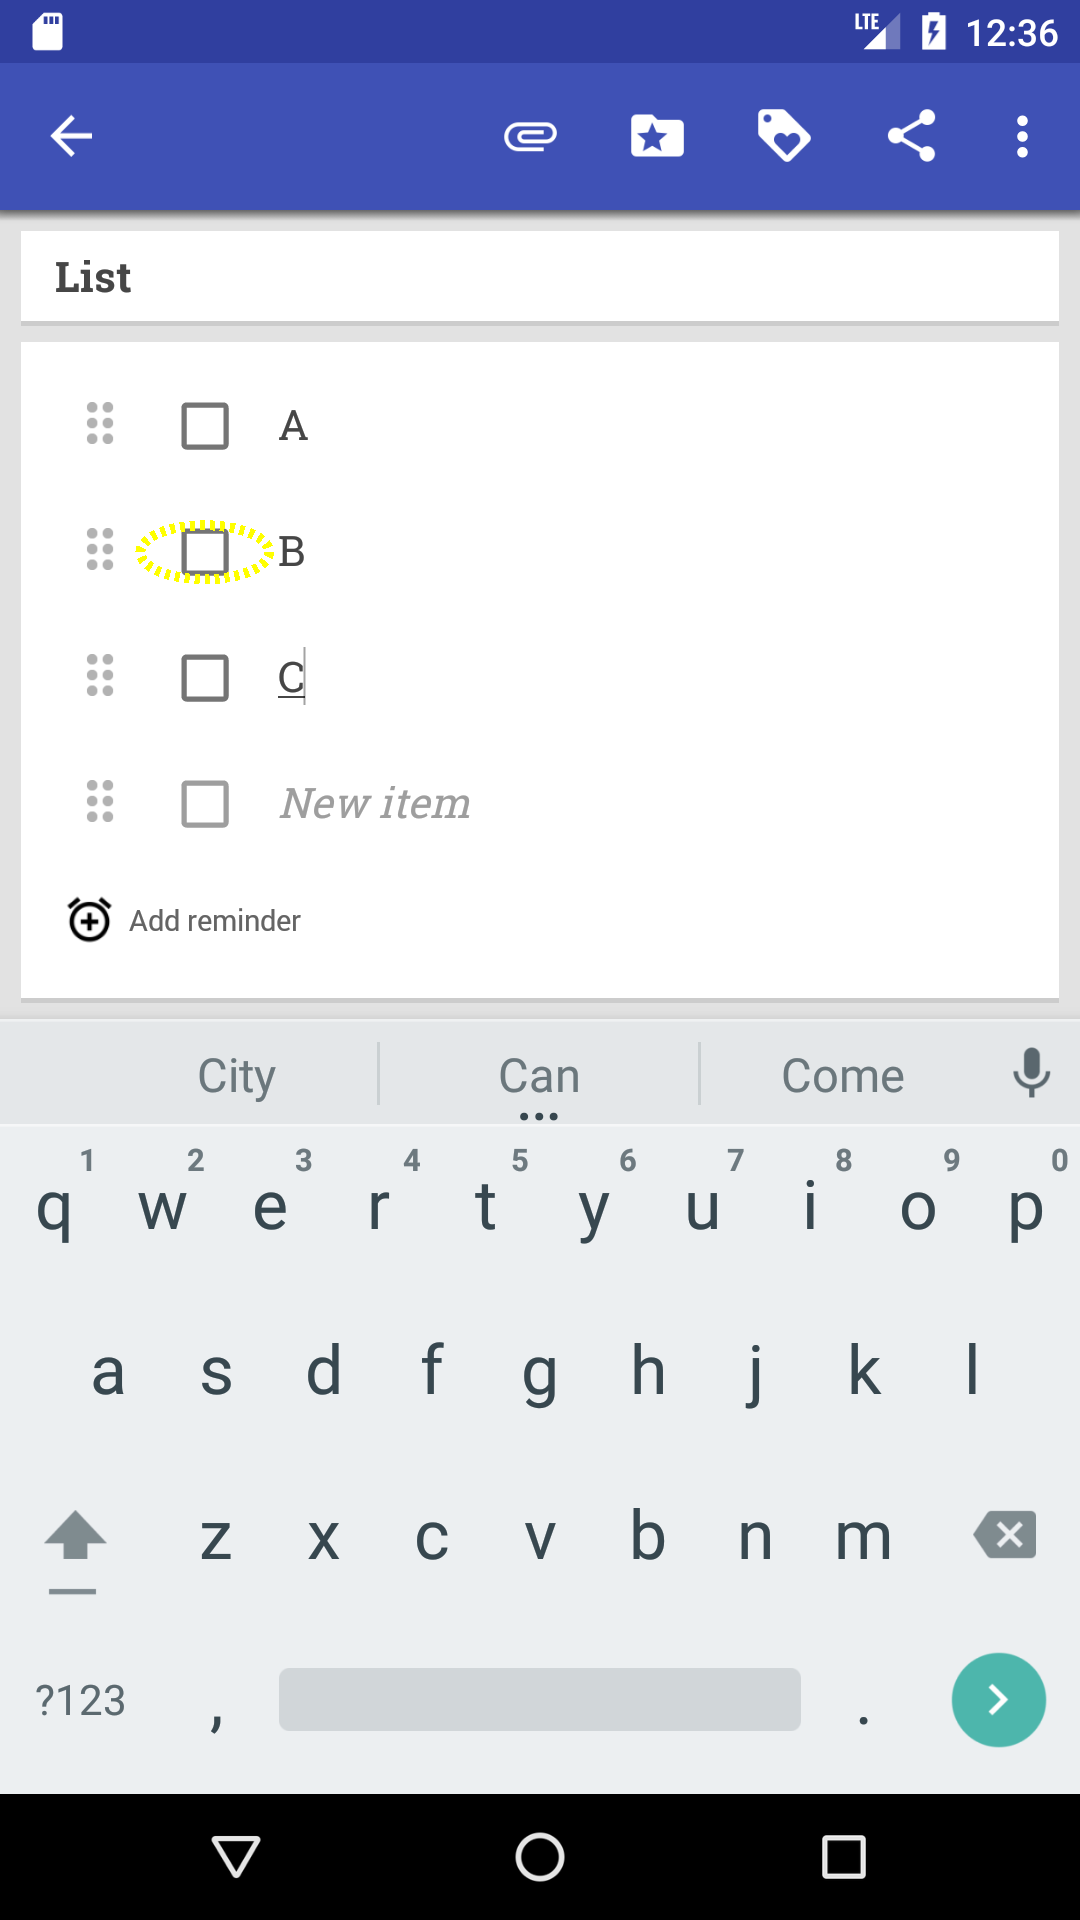 LTE 12:36
List
A
B
C
New item
Add reminder
City Can Come
1 2 3 4 5 6 7 8 9 0
q w e r t y u i o p
a s d f g h j k l
z x c v b n m
?123 , .